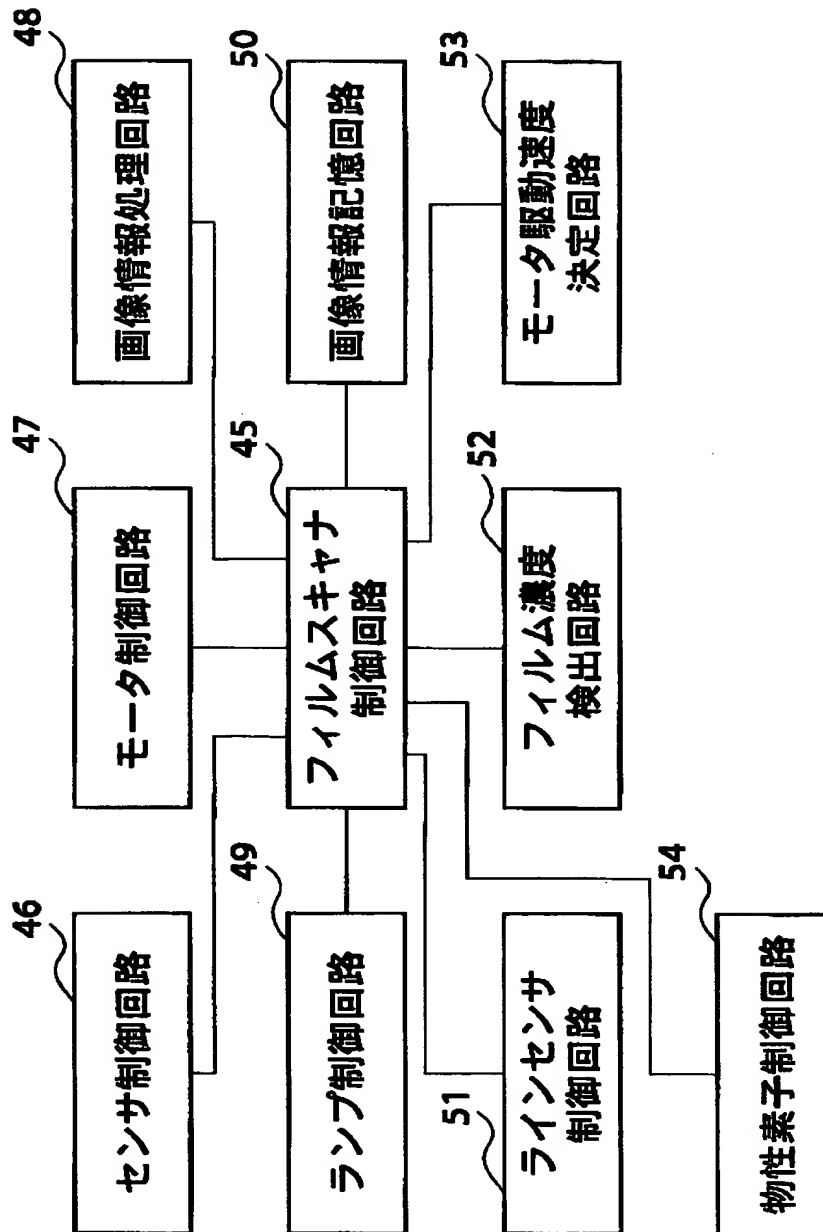 46
センサ制御回路
47
モータ制御回路
48
画像情報処理回路
49
ランプ制御回路
45
フィルムスキャナ
制御回路
50
画像情報記憶回路
51
ラインセンサ
制御回路
52
フィルム濃度
検出回路
53
モータ駆動速度
決定回路
54
物性素子制御回路